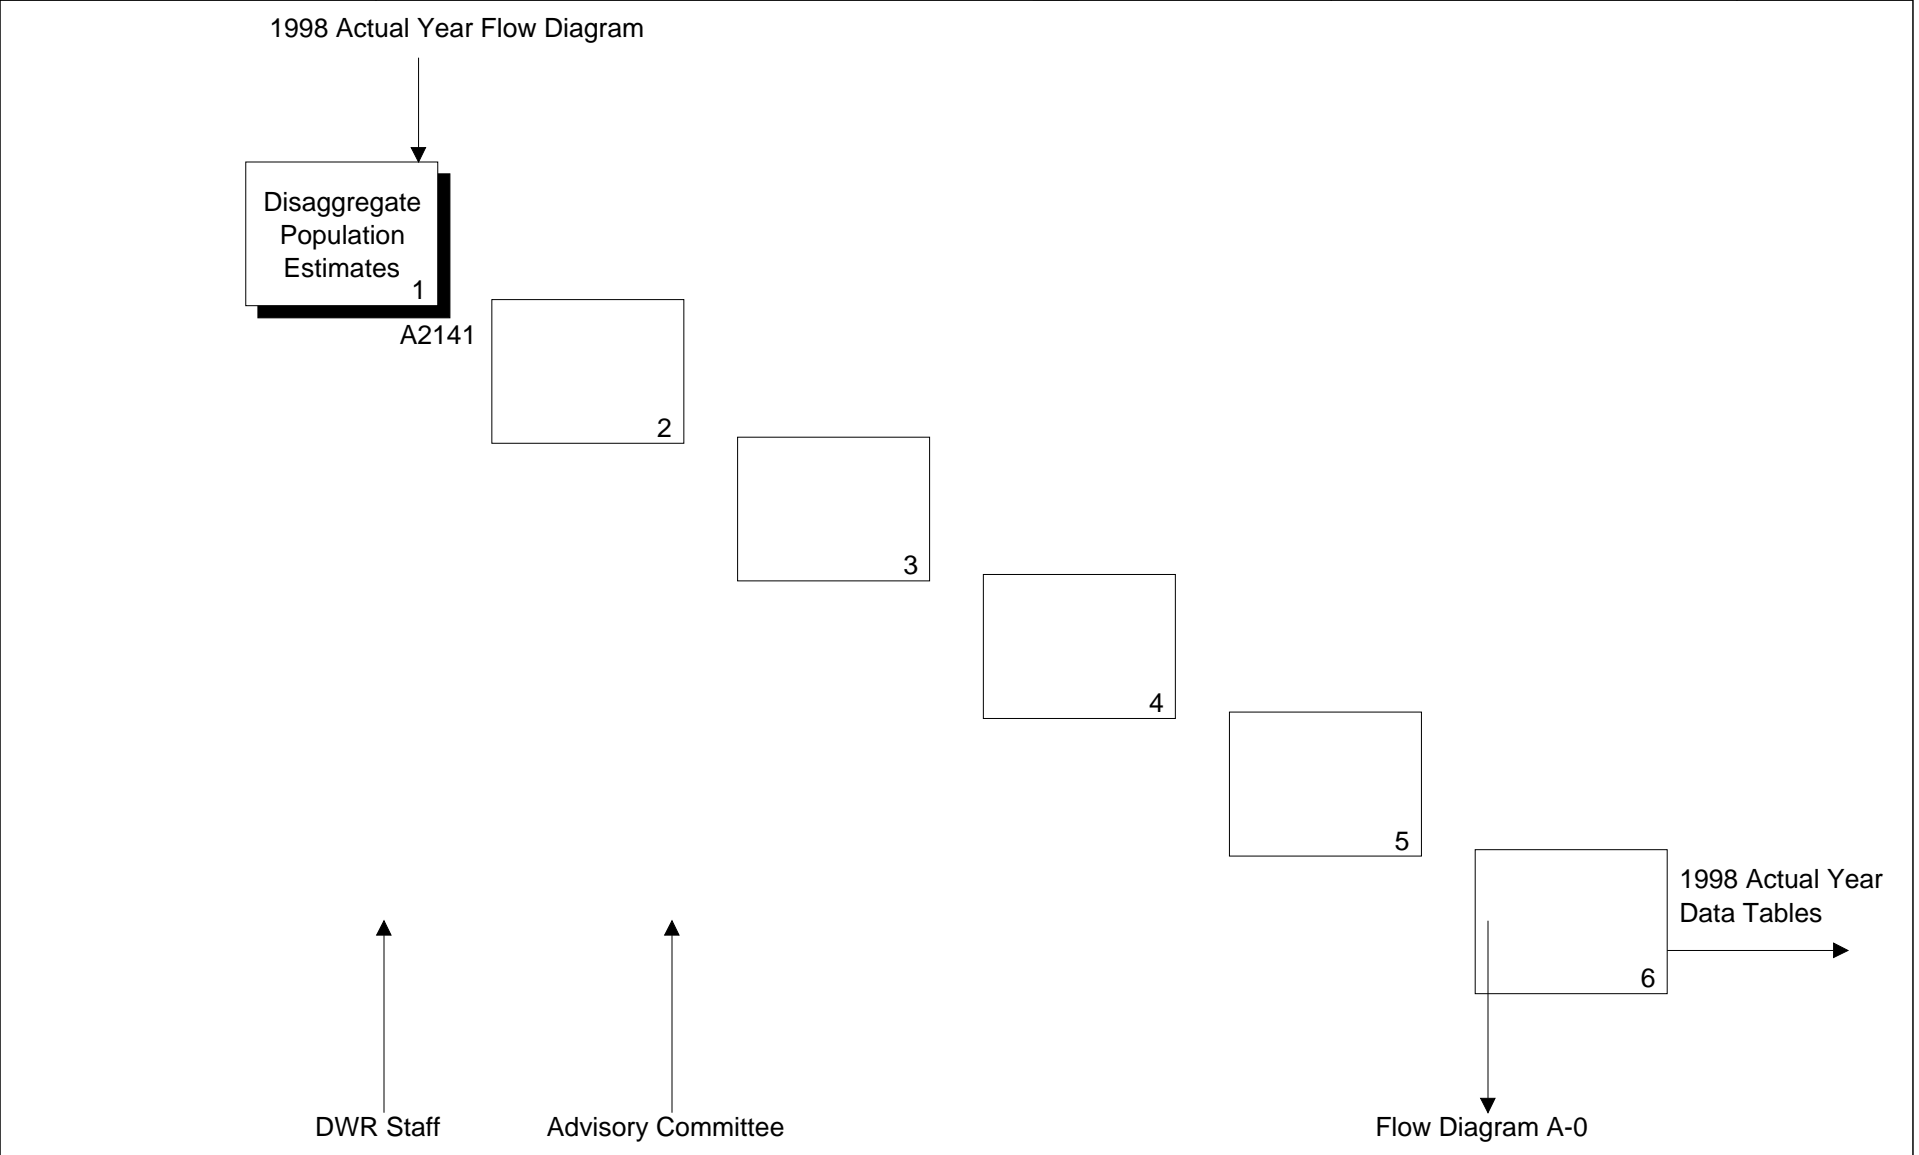 1998 Actual Year Flow Diagram
Disaggregate
Population
Estimates
1
A2141
2
3
4
5
1998 Actual Year
Data Tables
6
DWR Staff
Advisory Committee
Flow Diagram A-0